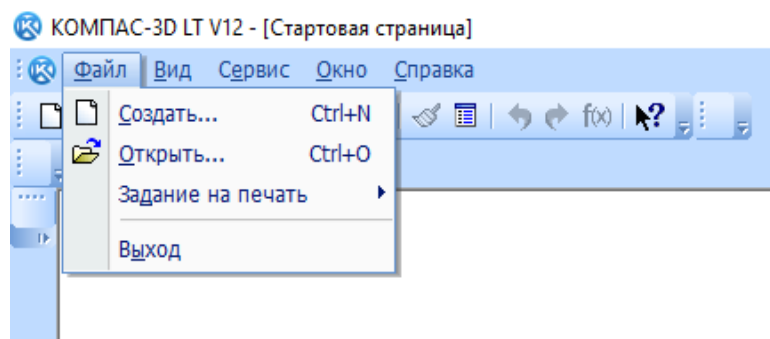 КОМПАС-3D LT V12 - [Стартовая страница]
Файл Вид Сервис Окно Справка
f(x) ?
Создать... Ctrl+N
Открыть... Ctrl+O
Задание на печать
Выход